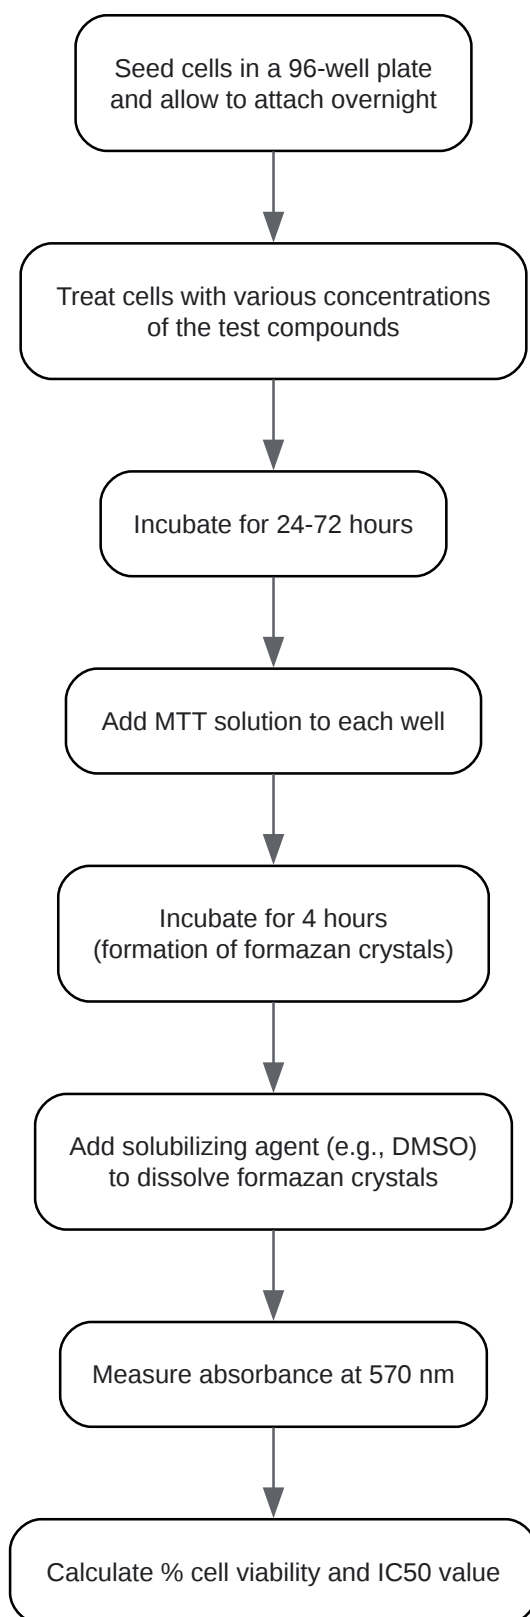 Seed cells in a 96-well plate
and allow to attach overnight
Treat cells with various concentrations
of the test compounds
Incubate for 24-72 hours
Add MTT solution to each well
Incubate for 4 hours
(formation of formazan crystals)
Add solubilizing agent (e.g., DMSO)
to dissolve formazan crystals
Measure absorbance at 570 nm
Calculate % cell viability and IC50 value